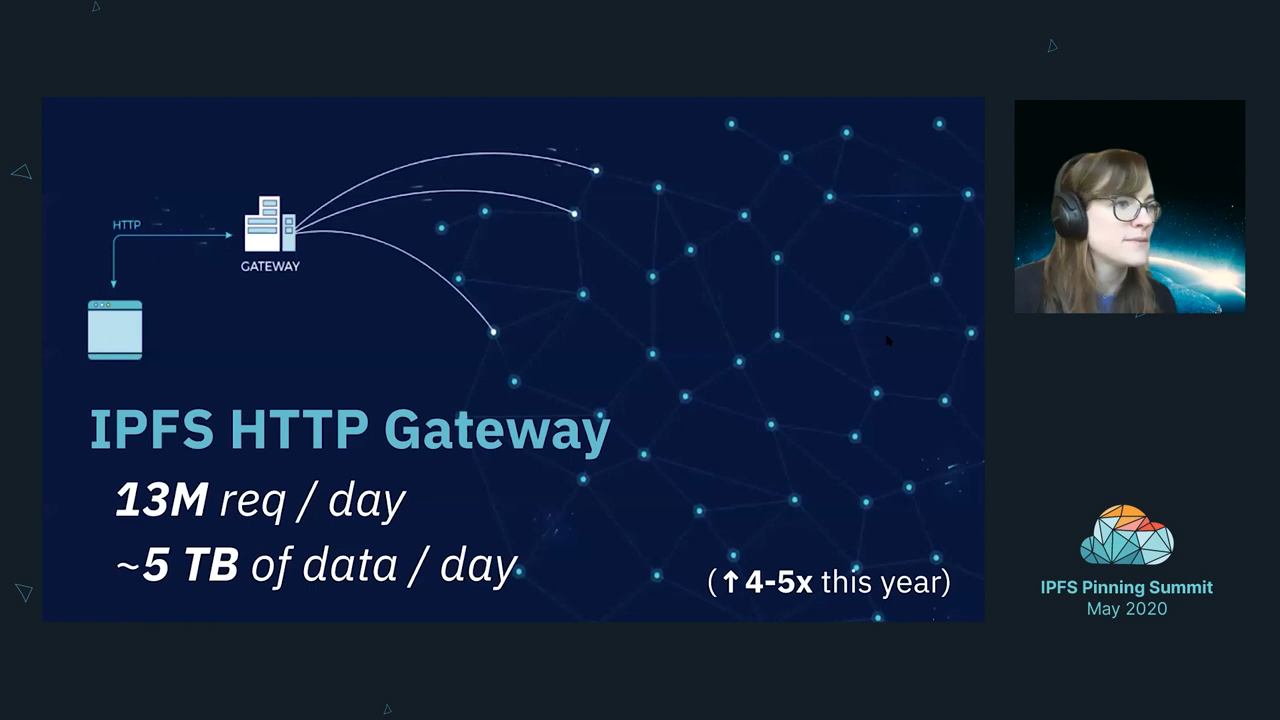 HTTP
GATEWAY
IPFS HTTP Gateway
13M req / day
~5 TB of data / day
(↑4-5x this year)
IPFS Pinning Summit
May 2020